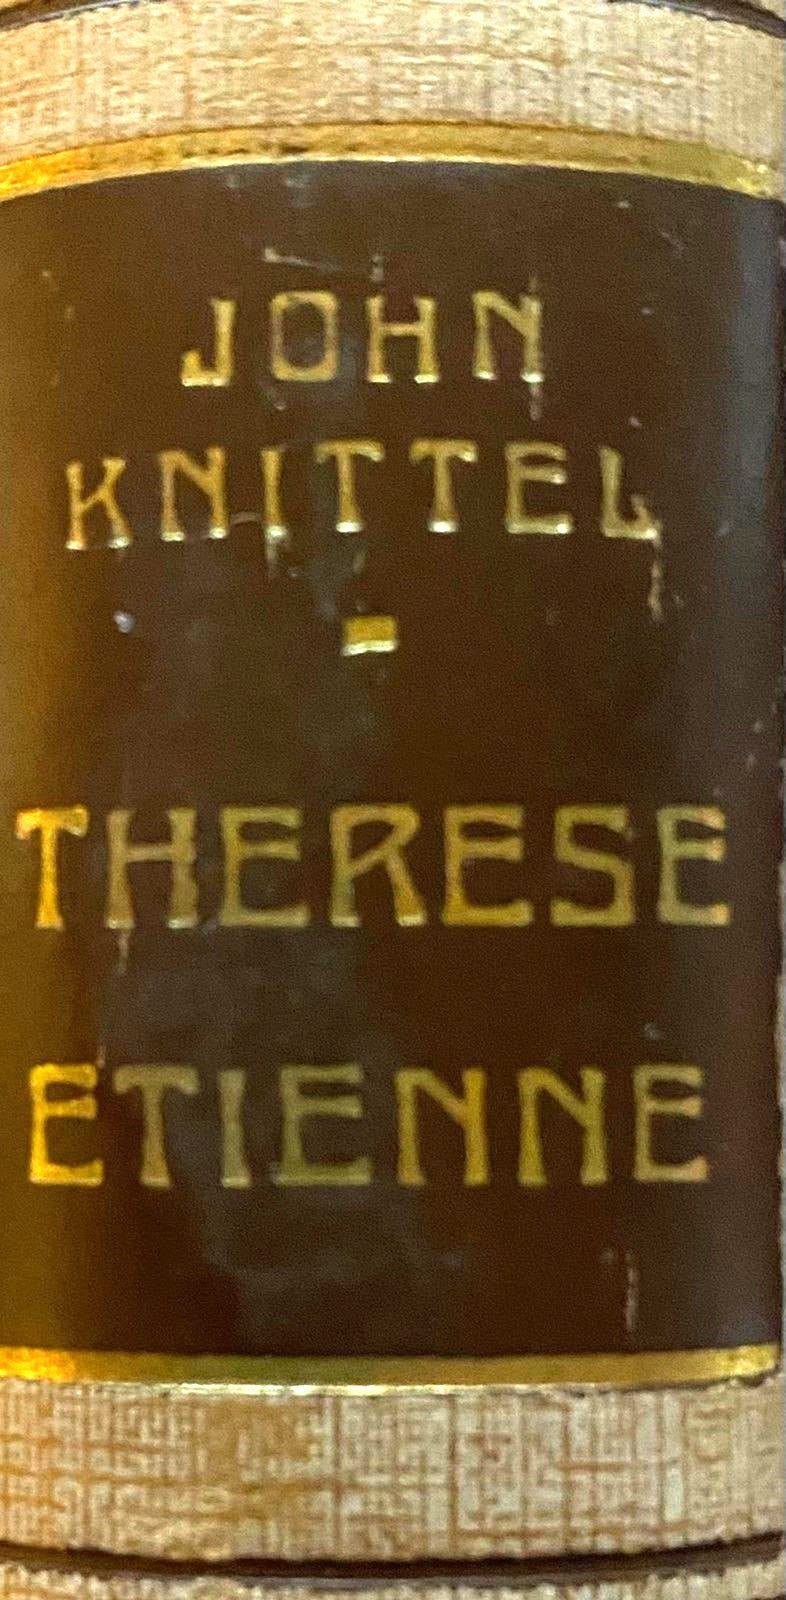 JOHN
KNITTEL
-
THERESE
ETIENNE